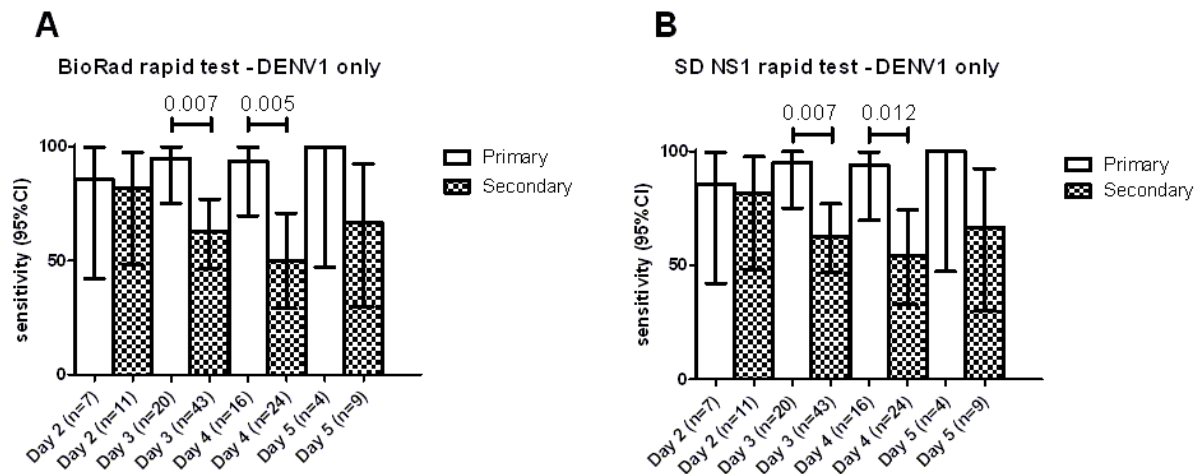 A
BioRad rapid test - DENV1 only
0.007 0.005
100
50
0
sensitivity (95%CI)
Primary
Secondary
Day 2 (n=7)
Day 2 (n=11)
Day 3 (n=20)
Day 3 (n=43)
Day 4 (n=16)
Day 4 (n=24)
Day 5 (n=4)
Day 5 (n=9)
B
SD NS1 rapid test - DENV1 only
0.007 0.012
100
50
0
sensitivity (95%CI)
Primary
Secondary
Day 2 (n=7)
Day 2 (n=11)
Day 3 (n=20)
Day 3 (n=43)
Day 4 (n=16)
Day 4 (n=24)
Day 5 (n=4)
Day 5 (n=9)